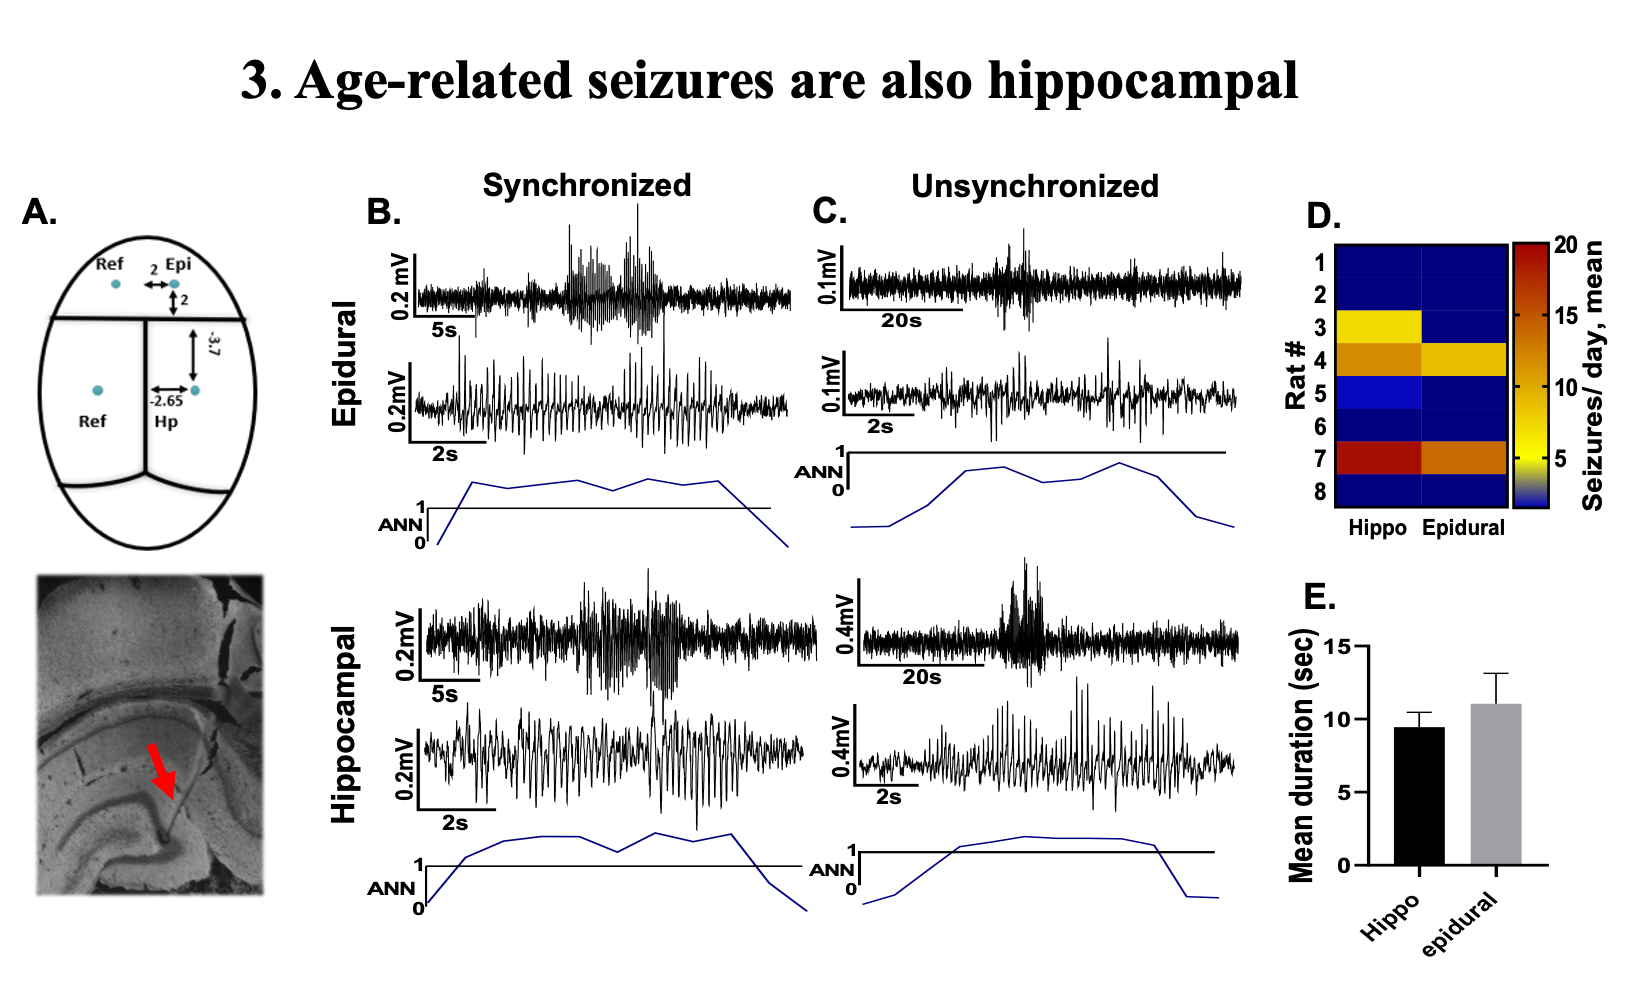 3. Age-related seizures are also hippocampal
A.
Ref
Epi
2
2
-3.7
-2.65
Ref
Hp
Synchronized
B.
Epidural
0.2 mV
5s
0.2mV
2s
1
ANN
0
Hippocampal
0.2mV
5s
0.2mV
2s
1
ANN
0
Unsynchronized
C.
0.1mV
20s
0.1mV
2s
1
ANN
0
0.4mV
20s
0.4mV
2s
1
ANN
0
D.
Rat #
1
2
3
4
5
6
7
8
Hippo Epidural
20
15
10
5
Seizures/ day, mean
E.
Mean duration (sec)
15
10
5
0
Hippo
epidural